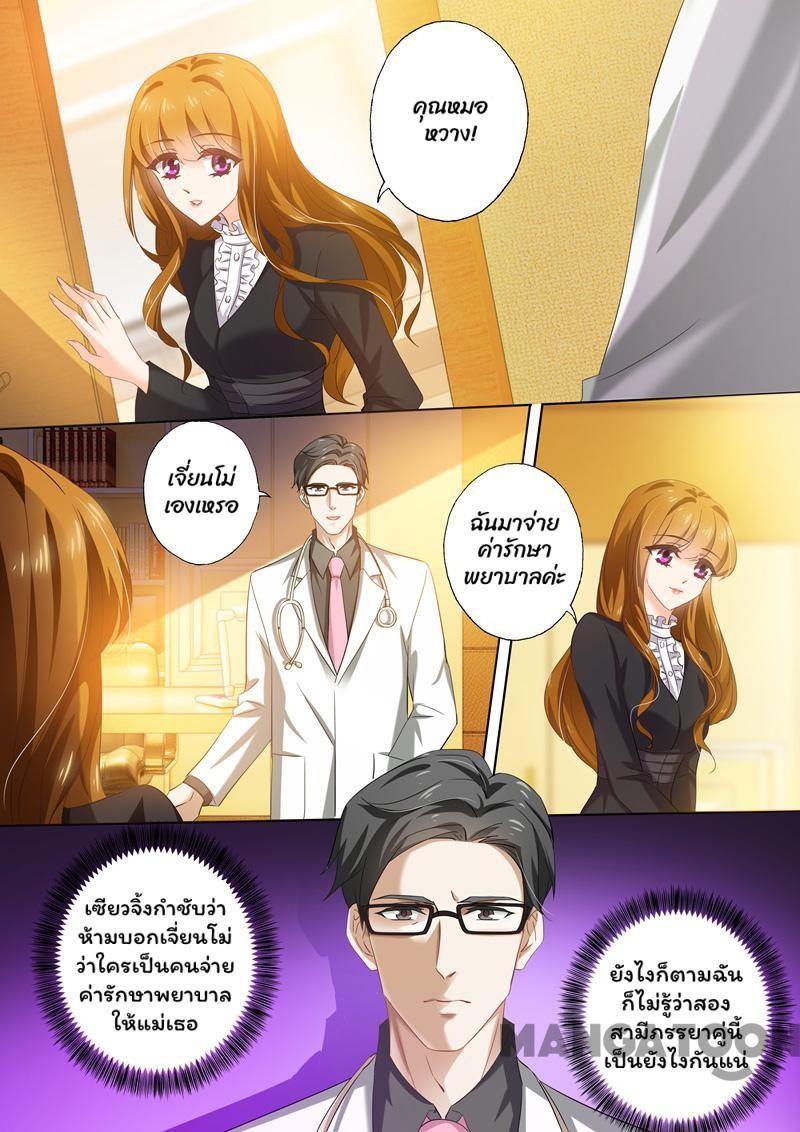 คุณหมอ
หวาง!
เจี่ยนโม่
เองเหรอ
ฉันมาจ่าย
ค่ารักษา
พยาบาลค่ะ
เซียวจิ้งกำชับว่า
ห้ามบอกเจี่ยนโม่
ว่าใครเป็นคนจ่าย
ค่ารักษาพยาบาล
ให้แม่เธอ
ยังไงก็ตามฉัน
ก็ไม่รู้ว่าสอง
สามีภรรยาคู่นี้
เป็นยังไงกันแน่
MANGATOON